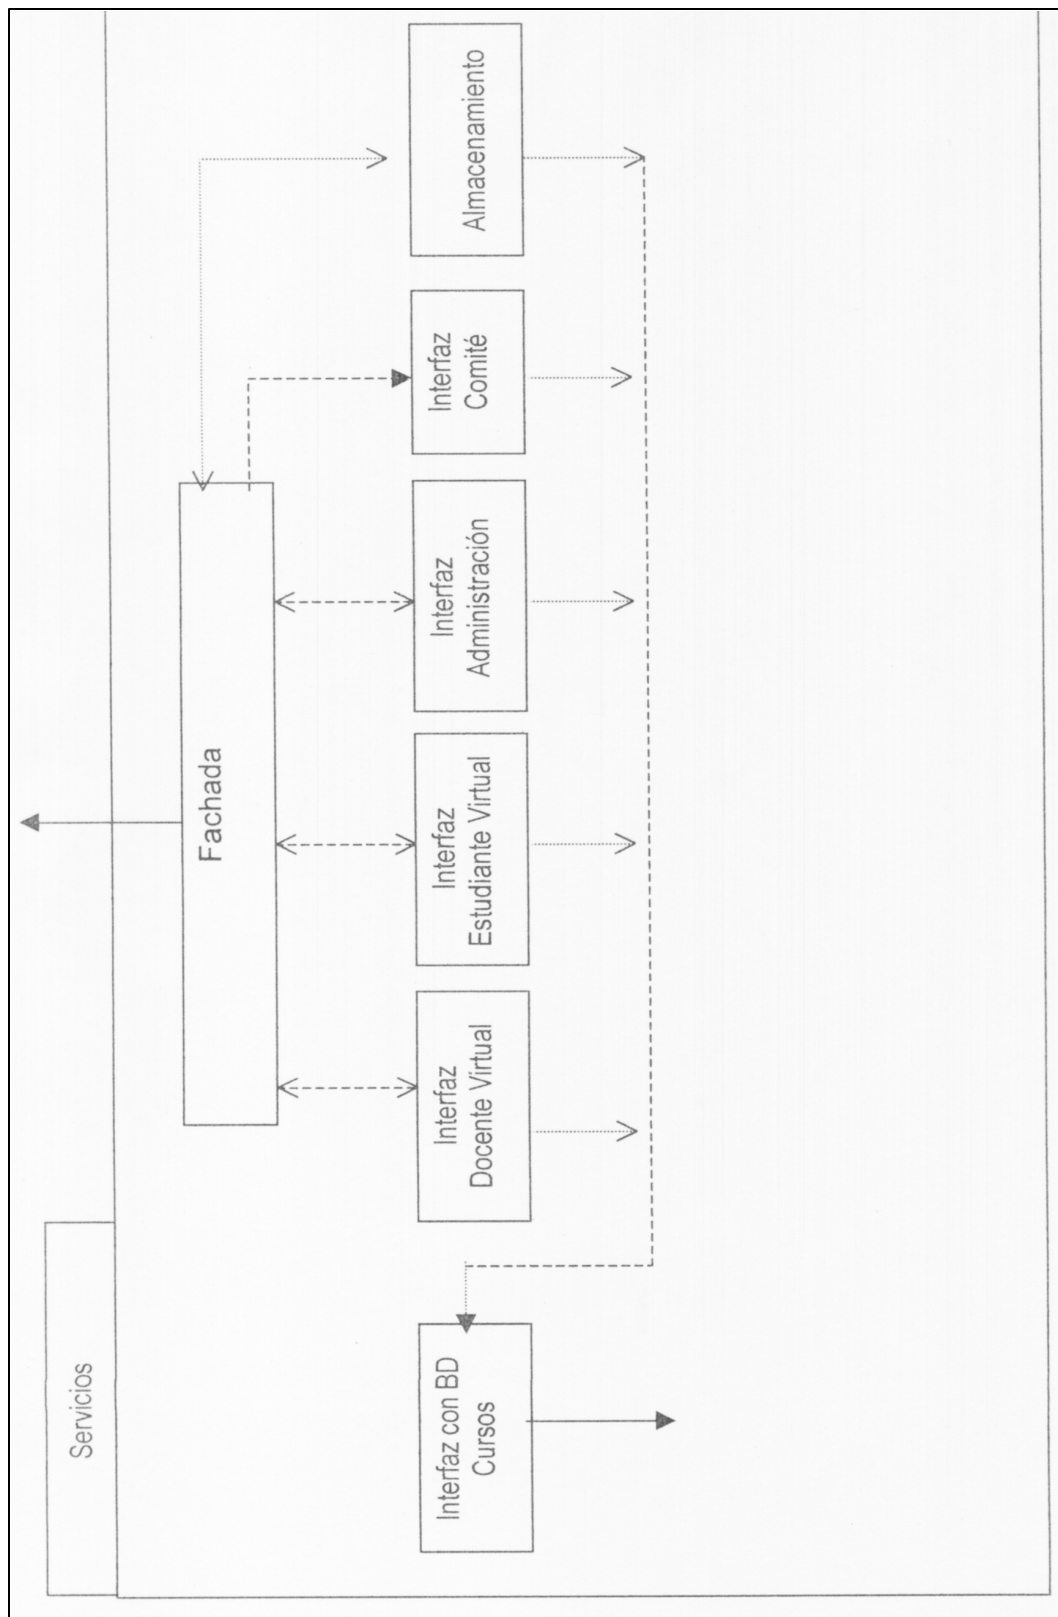 Servicios
Fachada
Interfaz con BD
Cursos
Interfaz
Docente Virtual
Interfaz
Estudiante Virtual
Interfaz
Administración
Interfaz
Comité
Almacenamiento